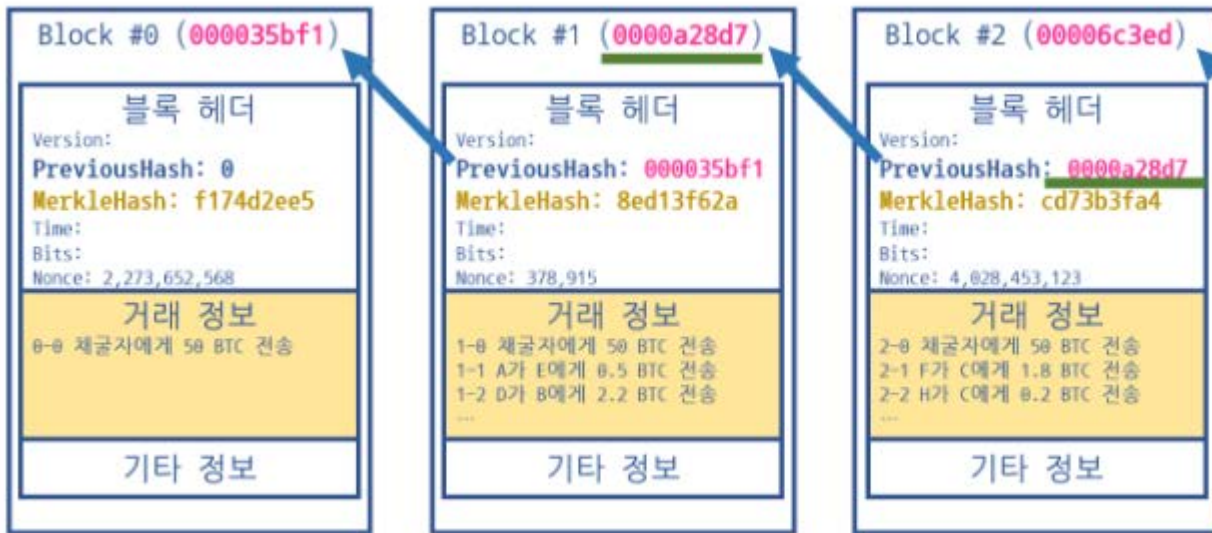 Block #0 (000035bf1)
블록 헤더
Version:
PreviousHash: 0
MerkleHash: f174d2ee5
Time:
Bits:
Nonce: 2,273,652,568
거래 정보
0-0 채굴자에게 50 BTC 전송
기타 정보
Block #1 (0000a28d7)
블록 헤더
Version:
PreviousHash: 000035bf1
MerkleHash: 8ed13f62a
Time:
Bits:
Nonce: 378,915
거래 정보
1-0 채굴자에게 50 BTC 전송
1-1 A가 E에게 0.5 BTC 전송
1-2 D가 B에게 2.2 BTC 전송
...
기타 정보
Block #2 (00006c3ed)
블록 헤더
Version:
PreviousHash: 0000a28d7
MerkleHash: cd73b3fa4
Time:
Bits:
Nonce: 4,028,453,123
거래 정보
2-0 채굴자에게 50 BTC 전송
2-1 F가 C에게 1.8 BTC 전송
2-2 H가 C에게 0.2 BTC 전송
...
기타 정보